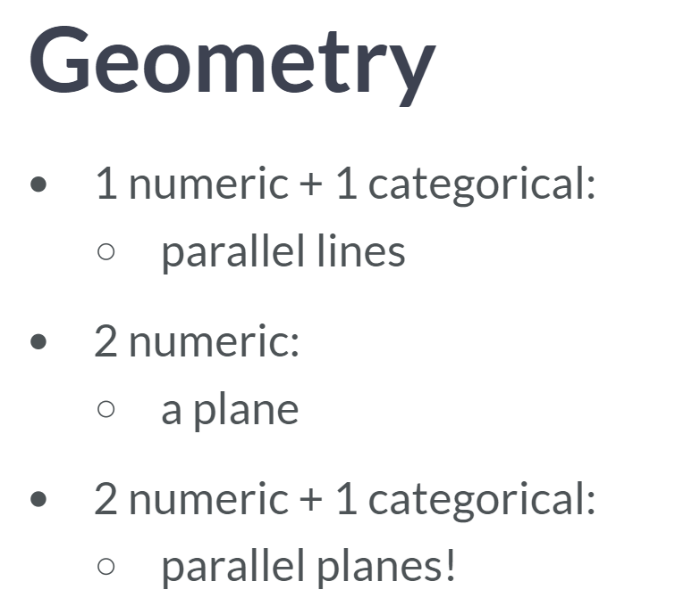 Geometry
• 1 numeric + 1 categorical:
○ parallel lines
• 2 numeric:
○ a plane
• 2 numeric + 1 categorical:
○ parallel planes!